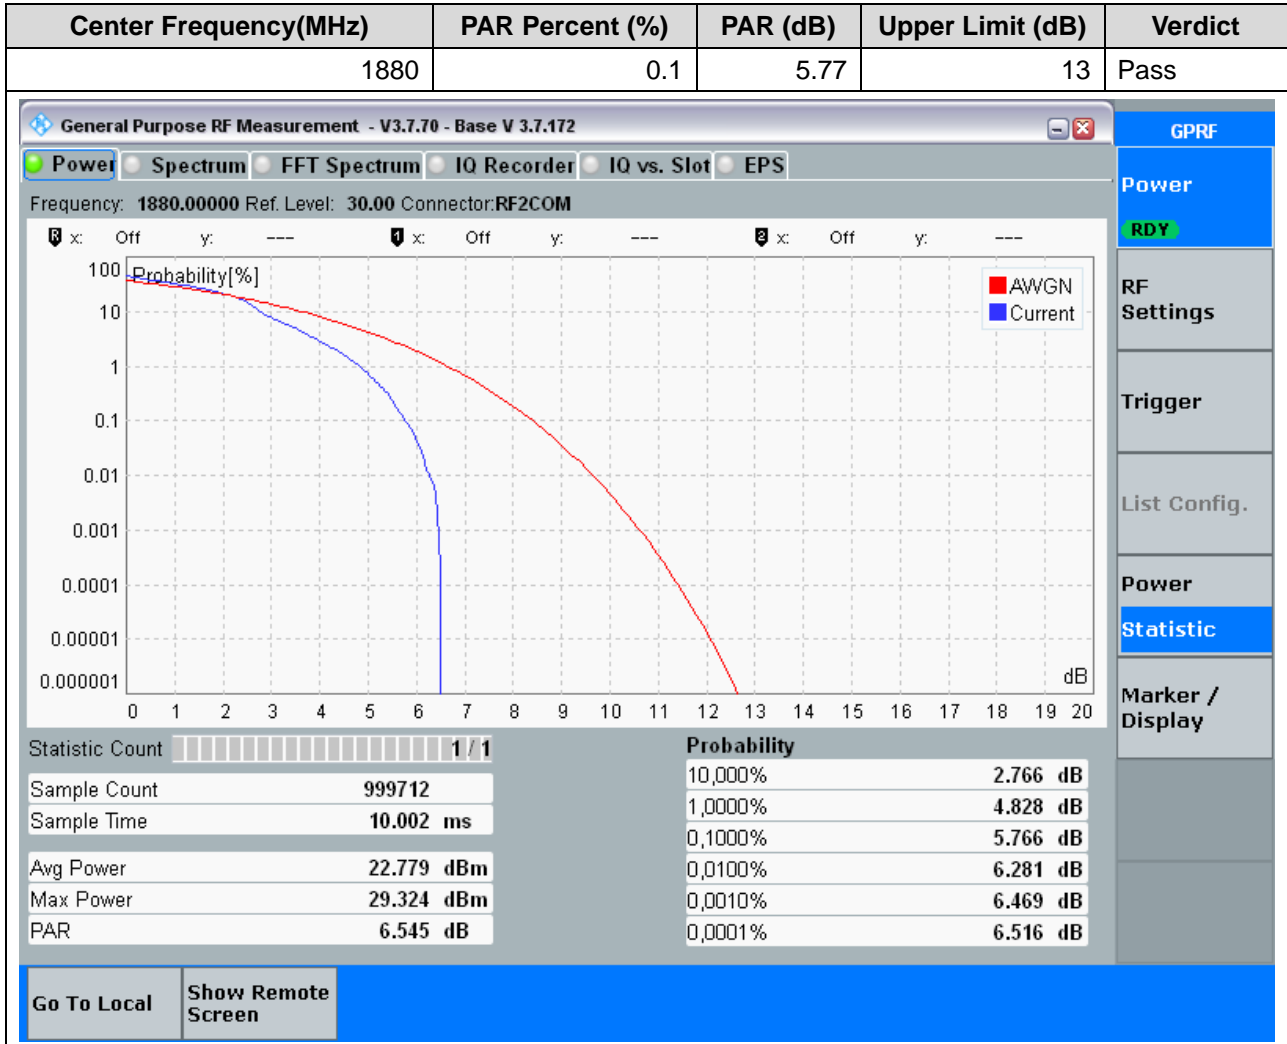 Center Frequency(MHz) PAR Percent (%) PAR (dB) Upper Limit (dB) Verdict
1880 0.1 5.77 13 Pass
General Purpose RF Measurement - V3.7.70 - Base V 3.7.172
GPRF
Power Spectrum FFT Spectrum IQ Recorder IQ vs. Slot EPS
Frequency: 1880.00000 Ref. Level: 30.00 Connector:RF2COM
R x: Off y: --- 1 x: Off y: --- 2 x: Off y: ---
Probability[%]
AWGN
Current
100
10
1
0.1
0.01
0.001
0.0001
0.00001
0.000001
dB
0 1 2 3 4 5 6 7 8 9 10 11 12 13 14 15 16 17 18 19 20
Statistic Count 1 / 1
Sample Count 999712
Sample Time 10.002 ms
Avg Power 22.779 dBm
Max Power 29.324 dBm
PAR 6.545 dB
Probability
10,000% 2.766 dB
1,0000% 4.828 dB
0,1000% 5.766 dB
0,0100% 6.281 dB
0,0010% 6.469 dB
0,0001% 6.516 dB
Power
RDY
RF
Settings
Trigger
List Config.
Power
Statistic
Marker /
Display
Go To Local
Show Remote
Screen